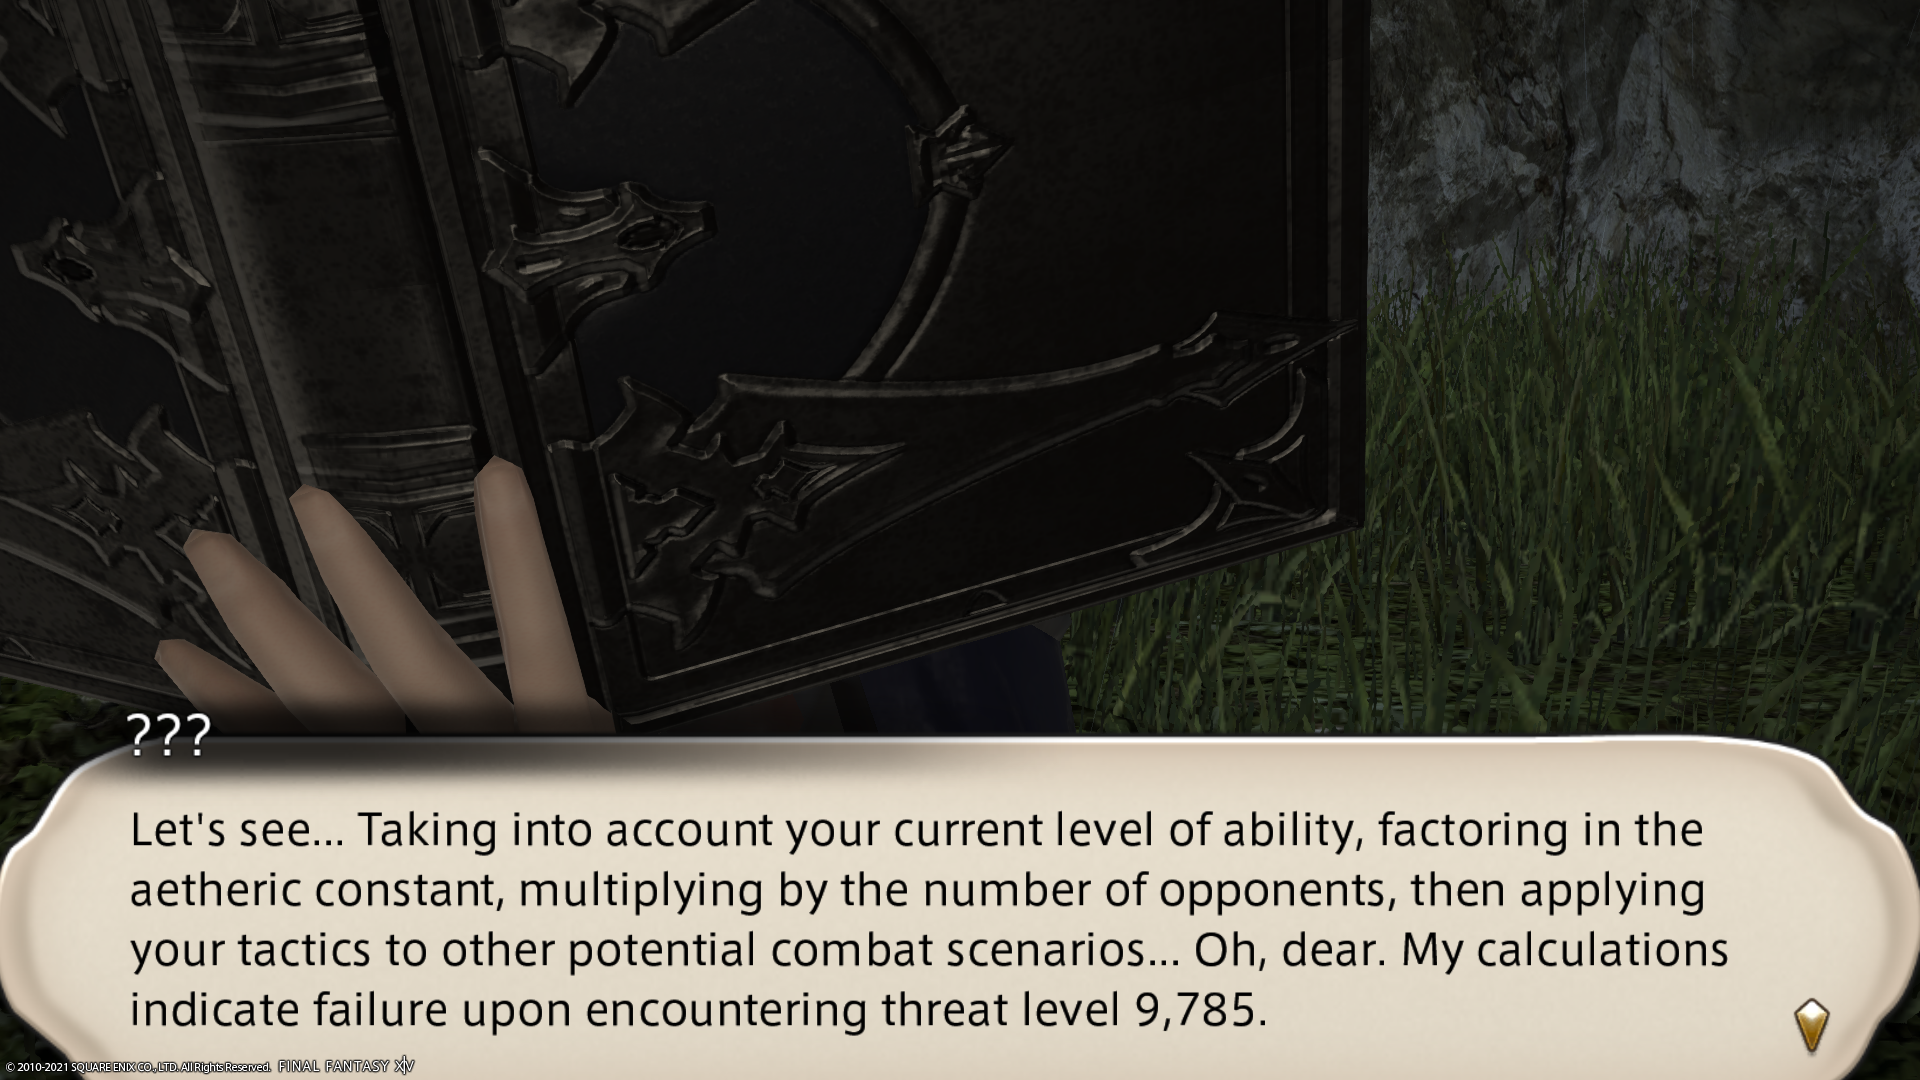 ???
Let's see... Taking into account your current level of ability, factoring in the
aetheric constant, multiplying by the number of opponents, then applying
your tactics to other potential combat scenarios... Oh, dear. My calculations
indicate failure upon encountering threat level 9,785.
© 2010-2021 SQUARE ENIX CO., LTD. All Rights Reserved. FINAL FANTASY XIV